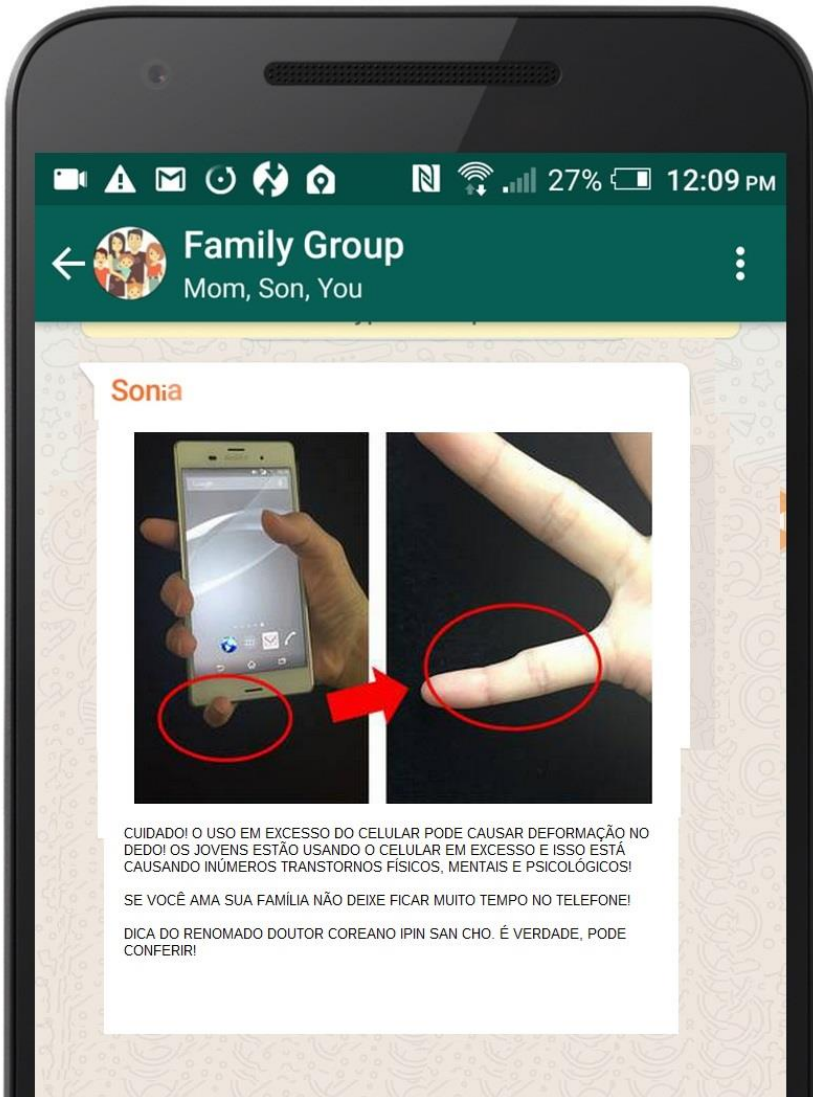 27% 12:09 PM
Family Group
Mom, Son, You
Sonia
CUIDADO! O USO EM EXCESSO DO CELULAR PODE CAUSAR DEFORMAÇÃO NO
DEDO! OS JOVENS ESTÃO USANDO O CELULAR EM EXCESSO E ISSO ESTÁ
CAUSANDO INÚMEROS TRANSTORNOS FÍSICOS, MENTAIS E PSICOLÓGICOS!
SE VOCÊ AMA SUA FAMÍLIA NÃO DEIXE FICAR MUITO TEMPO NO TELEFONE!
DICA DO RENOMADO DOUTOR COREANO IPIN SAN CHO. É VERDADE, PODE
CONFERIR!